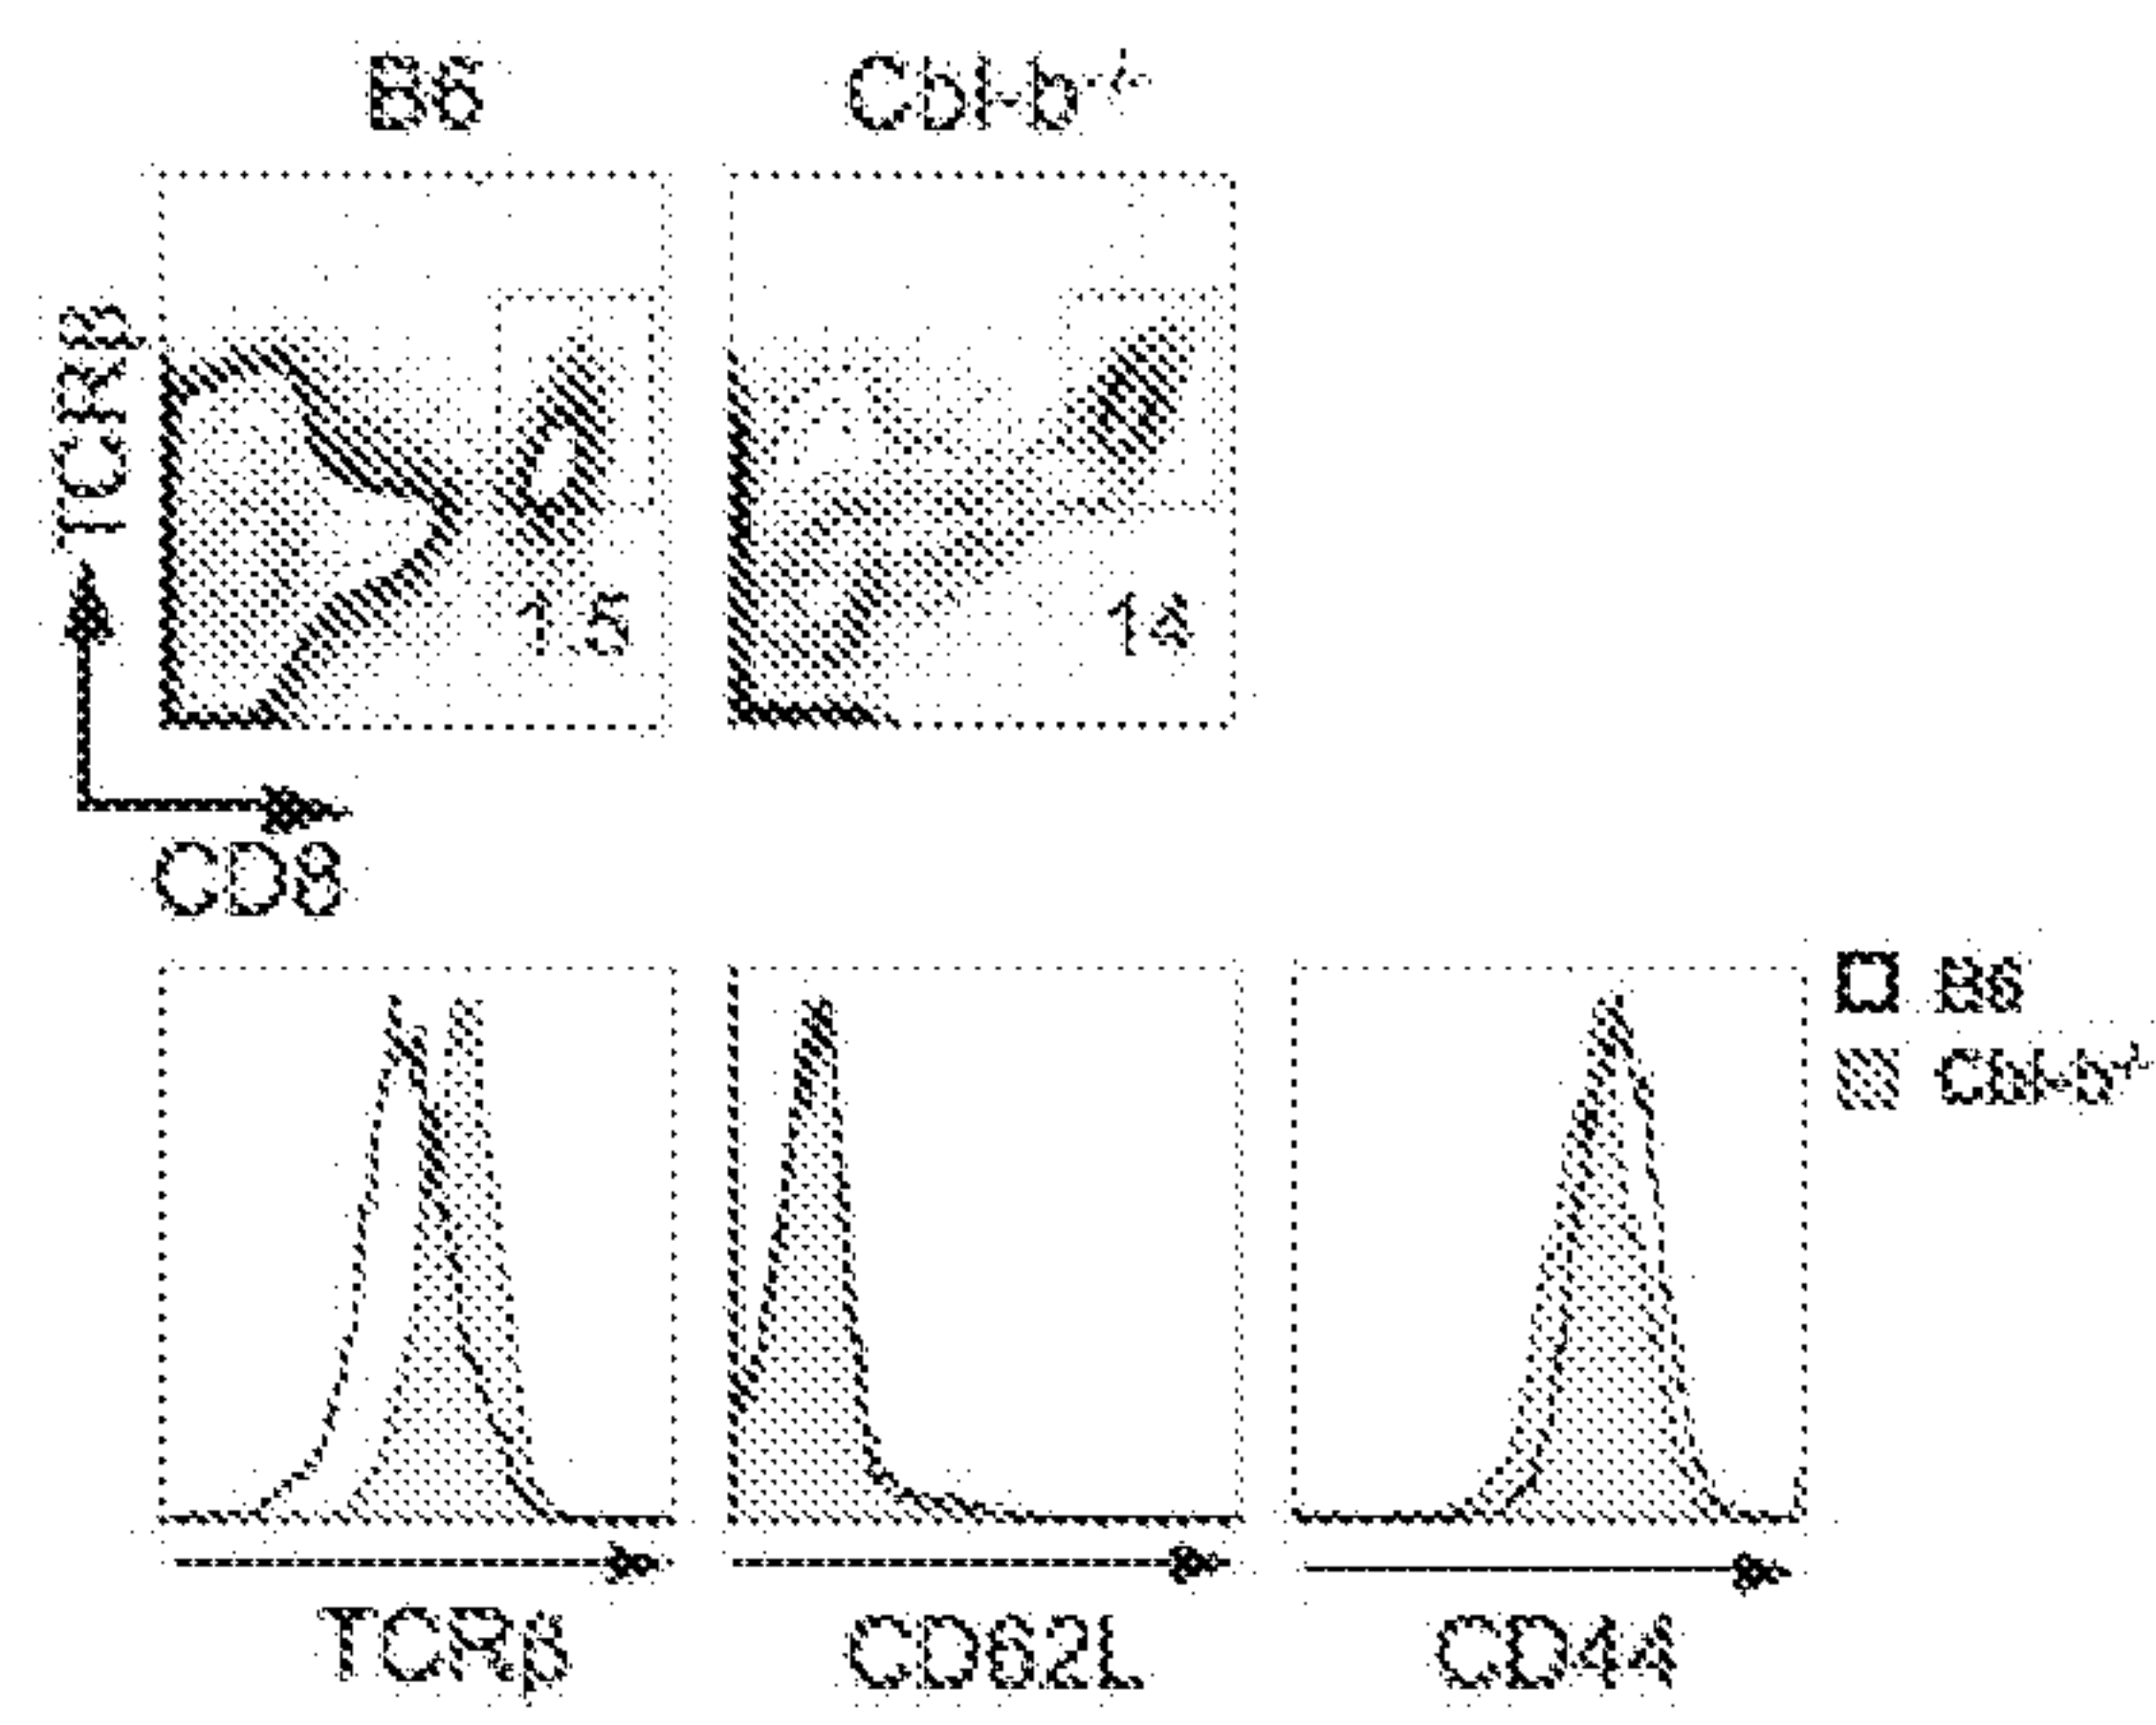 B6
Cbl-b-/-
TCRβ
1.5
14
CD8
B6
Cbl-b-/-
TCRβ
CD62L
CD44